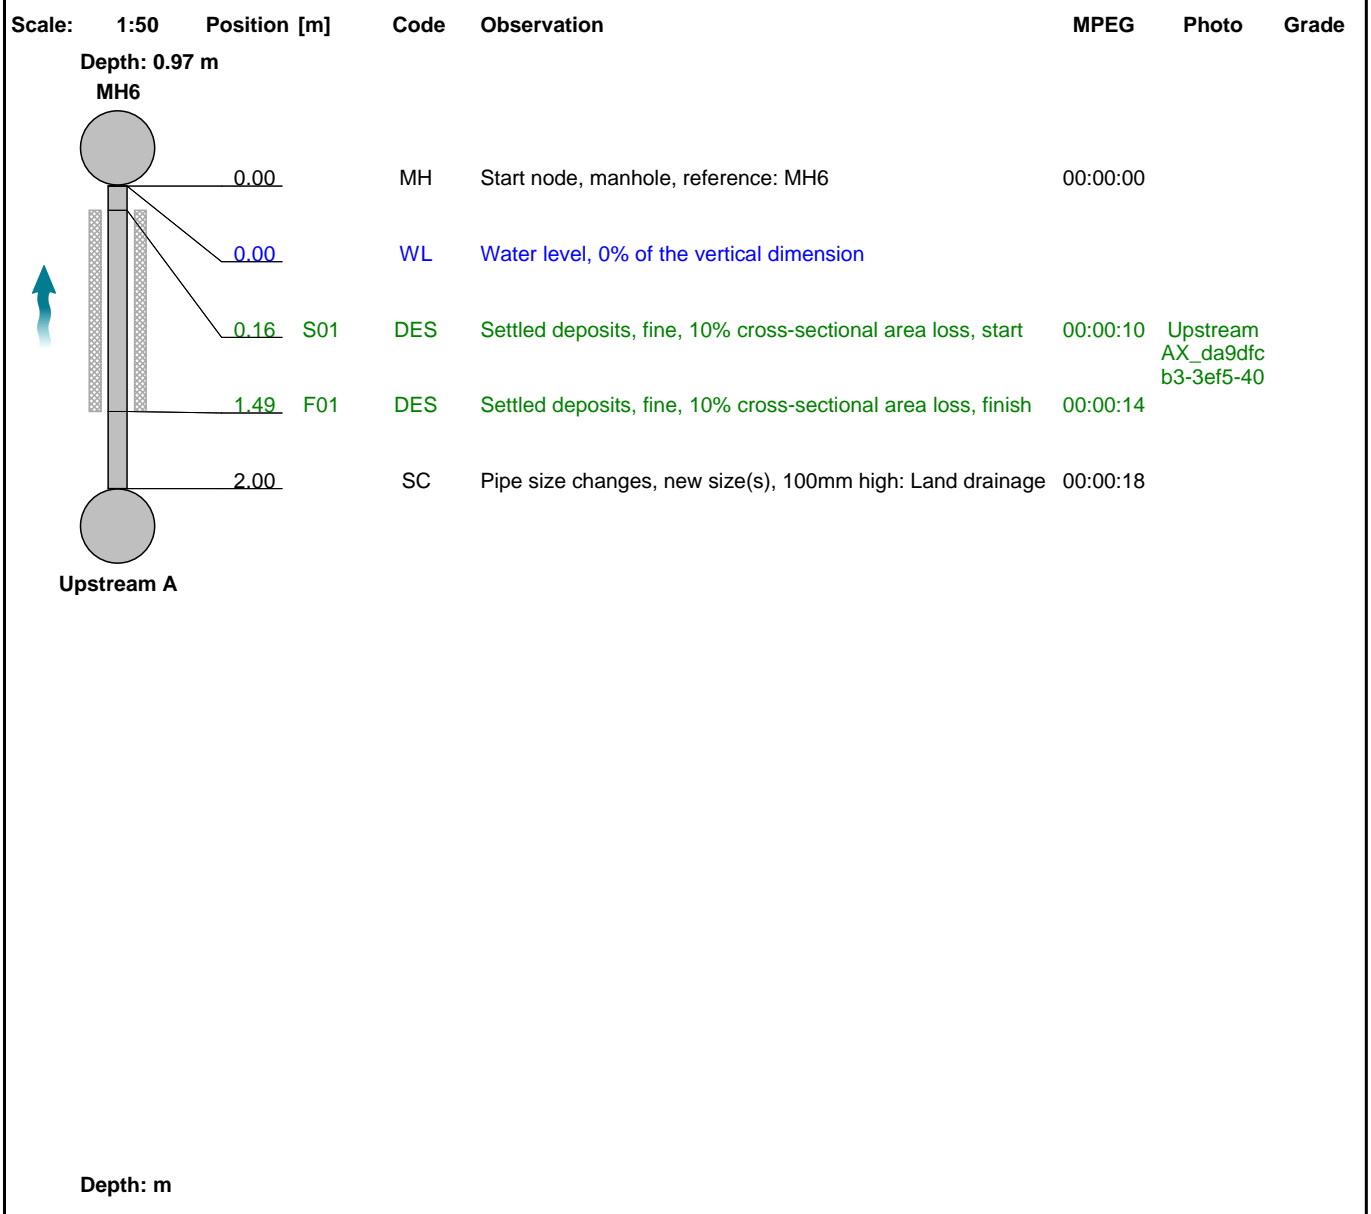 Scale: 1:50 Position [m] Code Observation MPEG Photo Grade
Depth: 0.97 m
MH6
0.00 MH Start node, manhole, reference: MH6 00:00:00
0.00 WL Water level, 0% of the vertical dimension
0.16 S01 DES Settled deposits, fine, 10% cross-sectional area loss, start 00:00:10 Upstream
AX_da9dfc
b3-3ef5-40
1.49 F01 DES Settled deposits, fine, 10% cross-sectional area loss, finish 00:00:14
2.00 SC Pipe size changes, new size(s), 100mm high: Land drainage 00:00:18
Upstream A
Depth: m